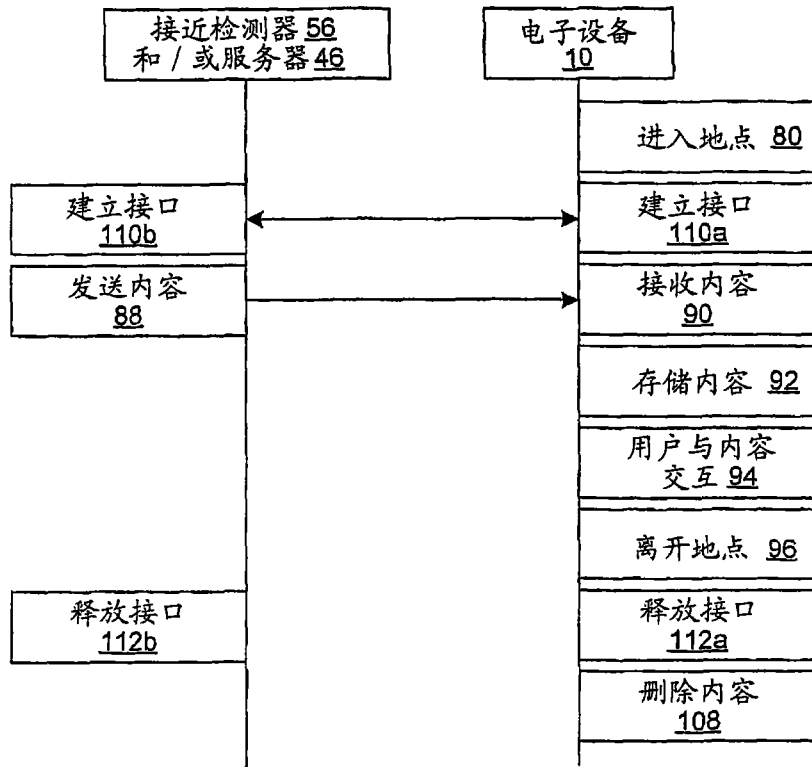 接近检测器 56
和 / 或服务器 46
电子设备
10
进入地点 80
建立接口
110b
建立接口
110a
发送内容
88
接收内容
90
存储内容 92
用户与内容
交互 94
离开地点 96
释放接口
112b
释放接口
112a
删除内容
108